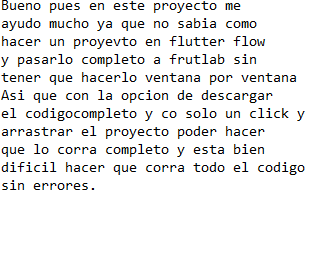 Bueno pues en este proyecto me
ayudo mucho ya que no sabia como
hacer un proyevto en flutter flow
y pasarlo completo a frutlab sin
tener que hacerlo ventana por ventana
Asi que con la opcion de descargar
el codigocompleto y co solo un click y
arrastrar el proyecto poder hacer
que lo corra completo y esta bien
dificil hacer que corra todo el codigo
sin errores.